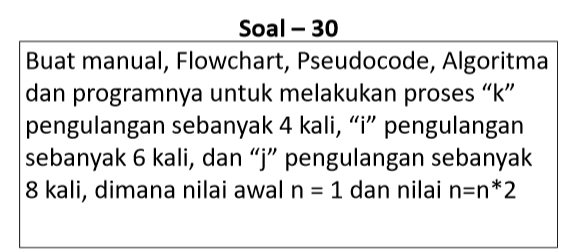 Soal – 30
Buat manual, Flowchart, Pseudocode, Algoritma
dan programnya untuk melakukan proses “k”
pengulangan sebanyak 4 kali, “i” pengulangan
sebanyak 6 kali, dan “j” pengulangan sebanyak
8 kali, dimana nilai awal n = 1 dan nilai n=n*2